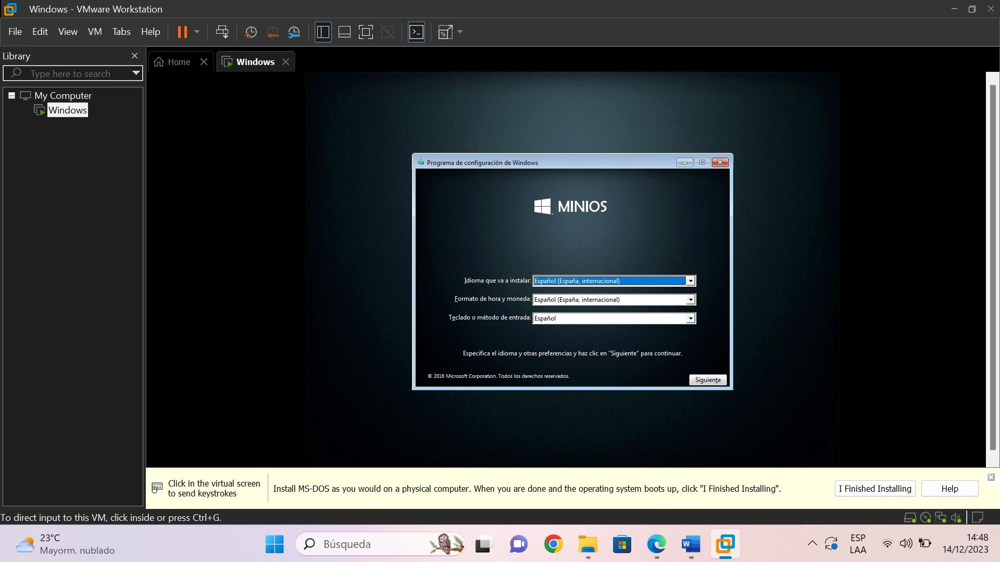 Windows - VMware Workstation
File Edit View VM Tabs Help
Library
Type here to search
My Computer
Windows
Home
Windows
Programa de configuración de Windows
MINIOS
Idioma que va a instalar: Español (España, internacional)
Formato de hora y moneda: Español (España, internacional)
Teclado o método de entrada: Español
Especifica el idioma y otras preferencias y haz clic en "Siguiente" para continuar.
© 2016 Microsoft Corporation. Todos los derechos reservados.
Siguiente
Click in the virtual screen
to send keystrokes
Install MS-DOS as you would on a physical computer. When you are done and the operating system boots up, click "I Finished Installing".
I Finished Installing
Help
To direct input to this VM, click inside or press Ctrl+G.
23°C
Mayorm. nublado
Búsqueda
ESP
LAA
14:48
14/12/2023